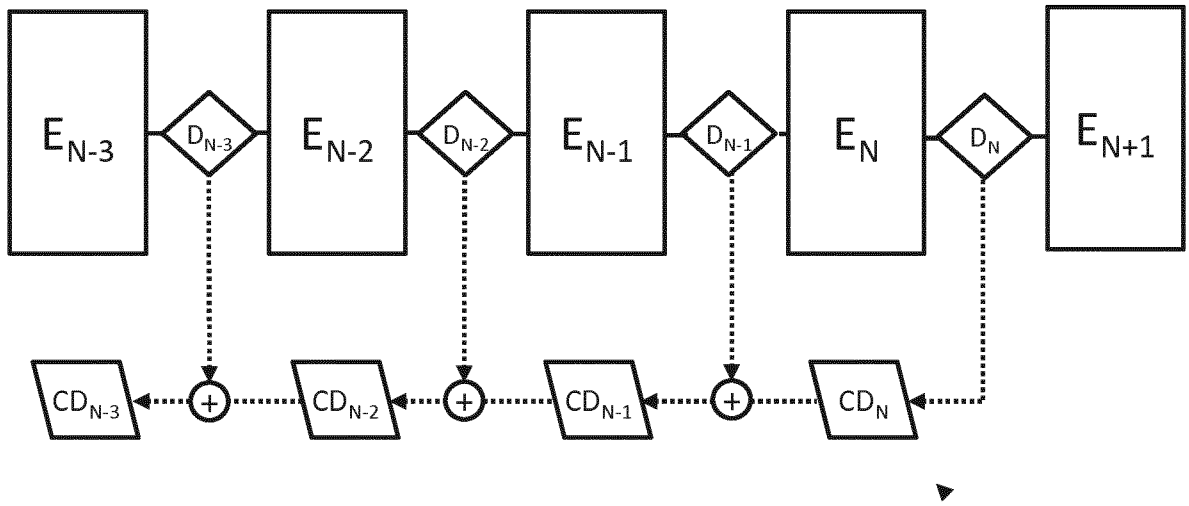 E_N-3
D_N-3
E_N-2
D_N-2
E_N-1
D_N-1
E_N
D_N
E_N+1
CD_N-3
+
CD_N-2
+
CD_N-1
+
CD_N